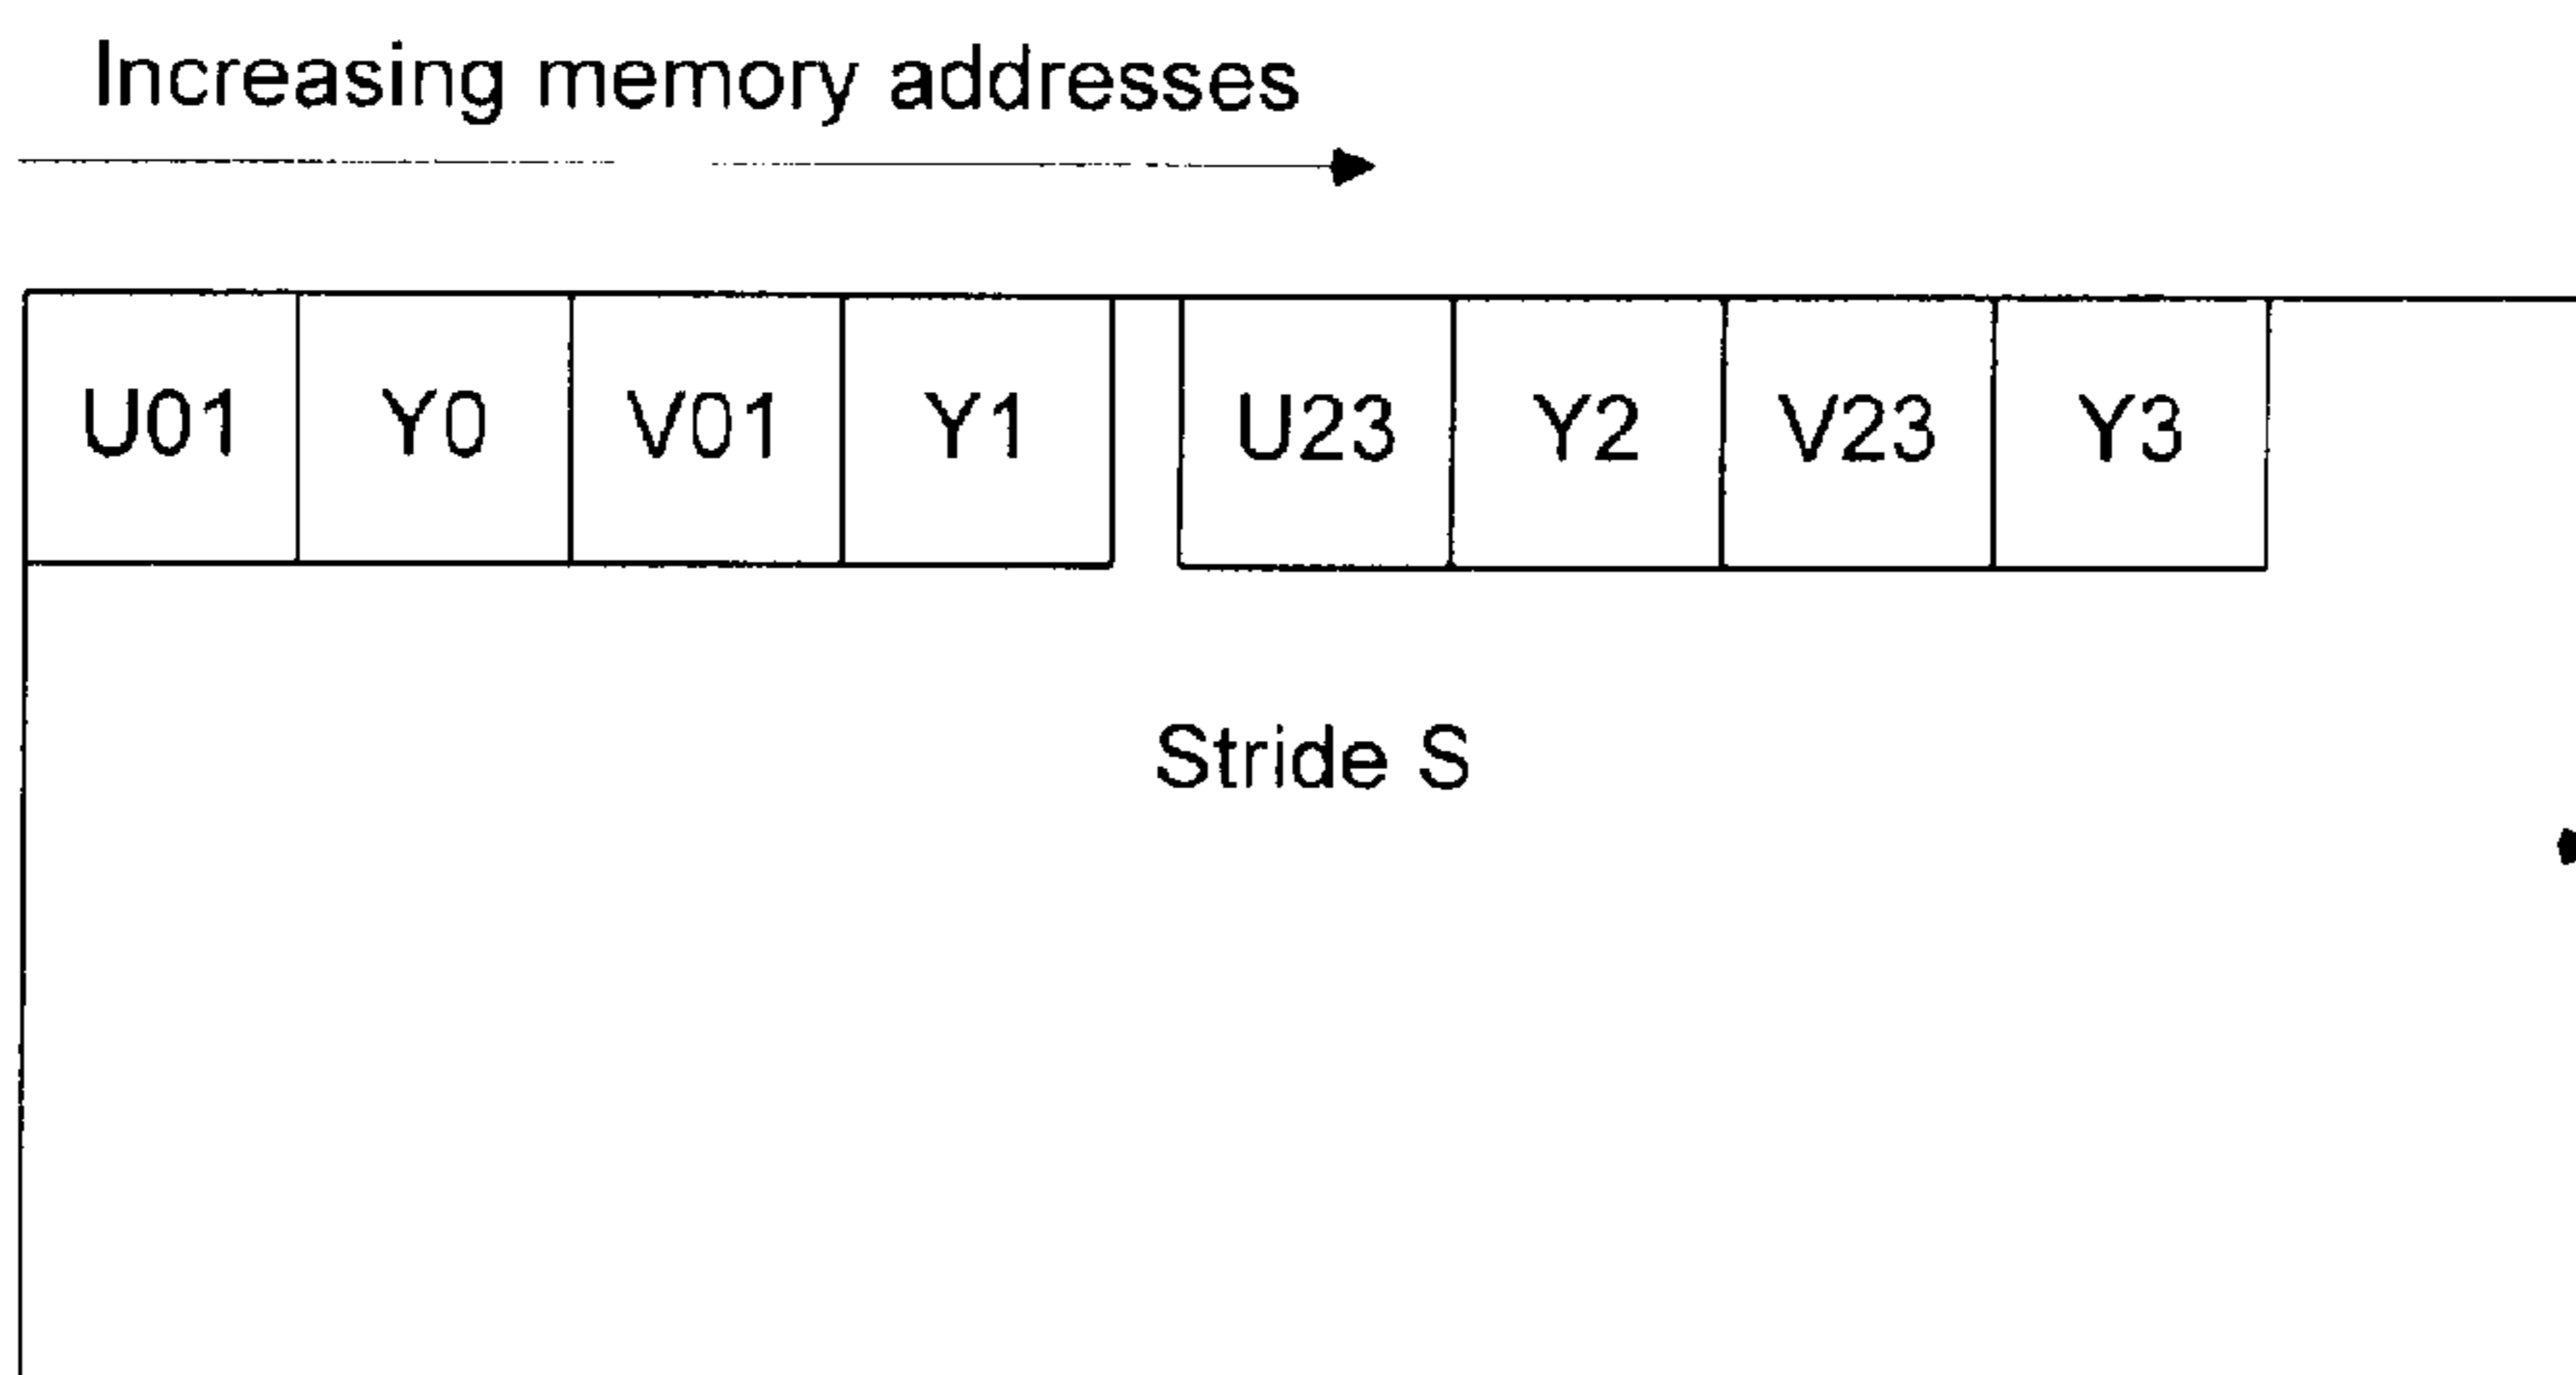 Increasing memory addresses
U01 Y0 V01 Y1 U23 Y2 V23 Y3
Stride S